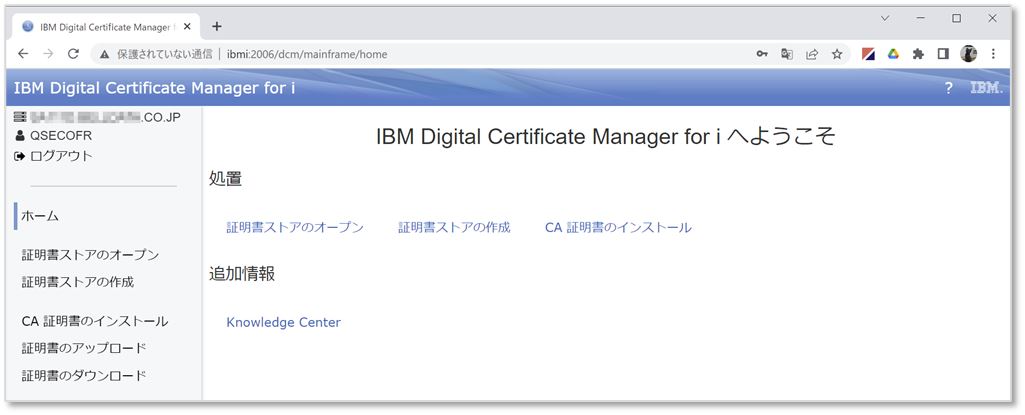 IBM Digital Certificate Manager f
保護されていない通信 | ibmi:2006/dcm/mainframe/home
IBM Digital Certificate Manager for i
? IBM.
.CO.JP
QSECOFR
ログアウト
ホーム
証明書ストアのオープン
証明書ストアの作成
CA 証明書のインストール
証明書のアップロード
証明書のダウンロード
IBM Digital Certificate Manager for i へようこそ
処置
証明書ストアのオープン 証明書ストアの作成 CA 証明書のインストール
追加情報
Knowledge Center